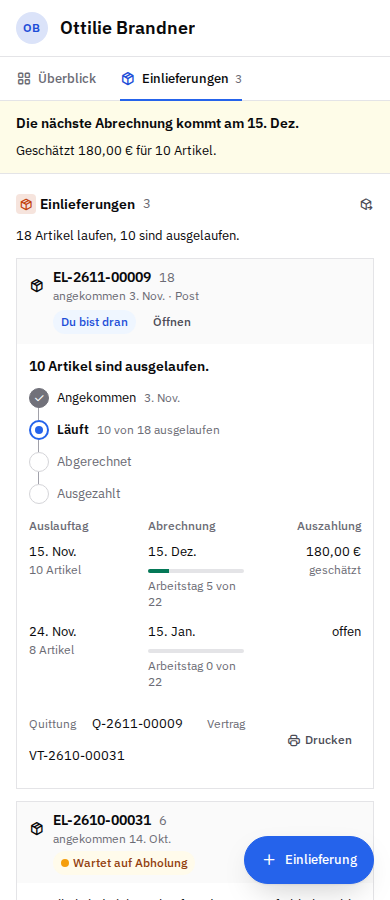 OB Ottilie Brandner
Überblick Einlieferungen 3
Die nächste Abrechnung kommt am 15. Dez.
Geschätzt 180,00 € für 10 Artikel.
Einlieferungen 3
18 Artikel laufen, 10 sind ausgelaufen.
EL-2611-00009 18
angekommen 3. Nov. · Post
Du bist dran Öffnen
10 Artikel sind ausgelaufen.
Angekommen 3. Nov.
Läuft 10 von 18 ausgelaufen
Abgerechnet
Ausgezahlt
Auslauftag Abrechnung Auszahlung
15. Nov. 15. Dez. 180,00 €
10 Artikel geschätzt
Arbeitstag 5 von
22
24. Nov. 15. Jan. offen
8 Artikel
Arbeitstag 0 von
22
Quittung Q-2611-00009 Vertrag
Drucken
VT-2610-00031
EL-2610-00031 6
angekommen 14. Okt.
Wartet auf Abholung
Einlieferung